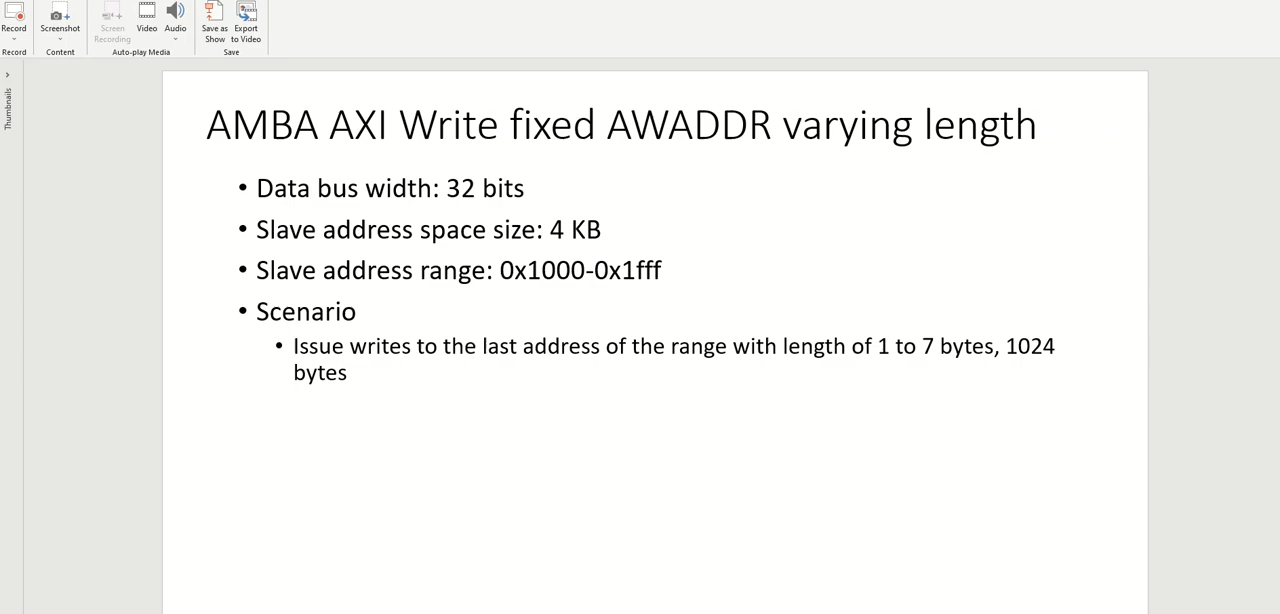 Record
Screenshot
Screen
Recording
Video
Audio
Save as
Show
Export
to Video
Record
Content
Auto-play Media
Save
Thumbnails
AMBA AXI Write fixed AWADDR varying length
• Data bus width: 32 bits
• Slave address space size: 4 KB
• Slave address range: 0x1000-0x1fff
• Scenario
• Issue writes to the last address of the range with length of 1 to 7 bytes, 1024
bytes